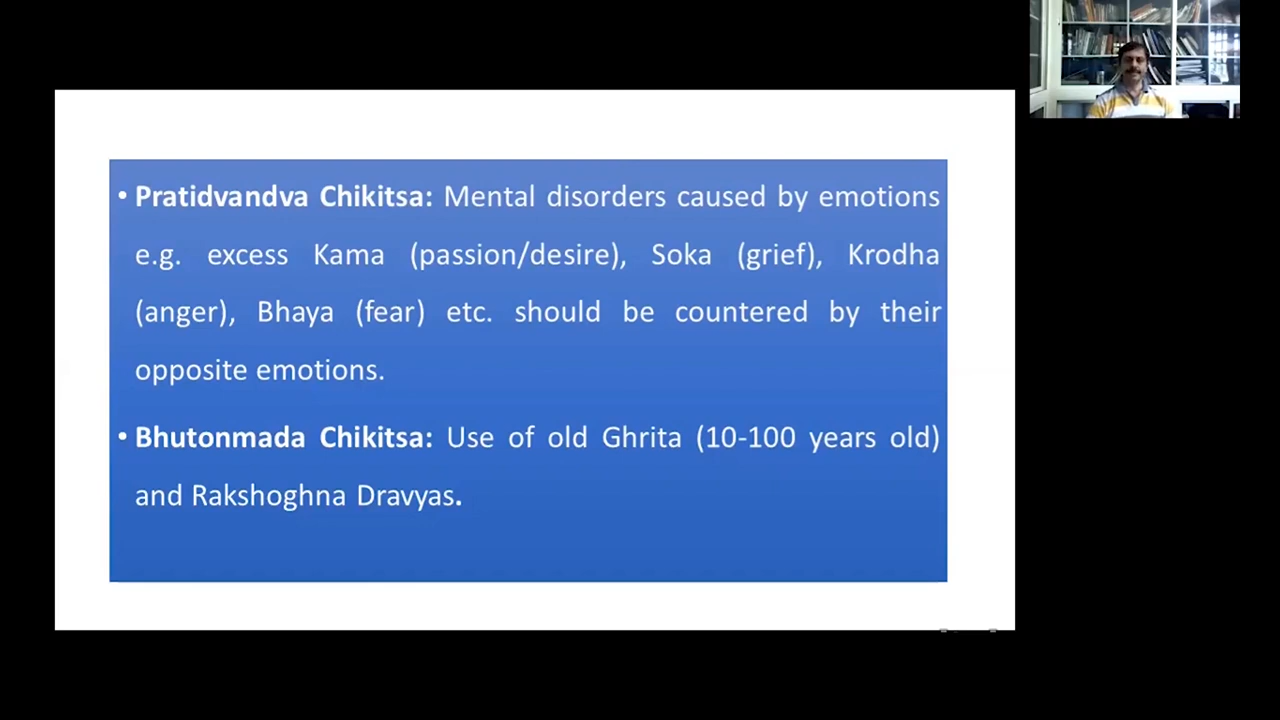 • Pratidvandva Chikitsa: Mental disorders caused by emotions
e.g. excess Kama (passion/desire), Soka (grief), Krodha
(anger), Bhaya (fear) etc. should be countered by their
opposite emotions.
• Bhutonmada Chikitsa: Use of old Ghrita (10-100 years old)
and Rakshoghna Dravyas.